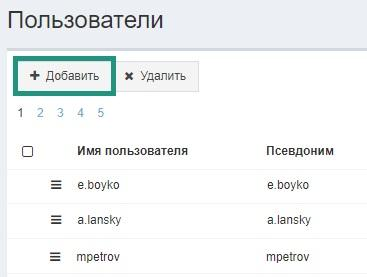 Пользователи
Добавить Удалить
1 2 3 4 5
Имя пользователя Псевдоним
e.boyko e.boyko
a.lansky a.lansky
mpetrov mpetrov